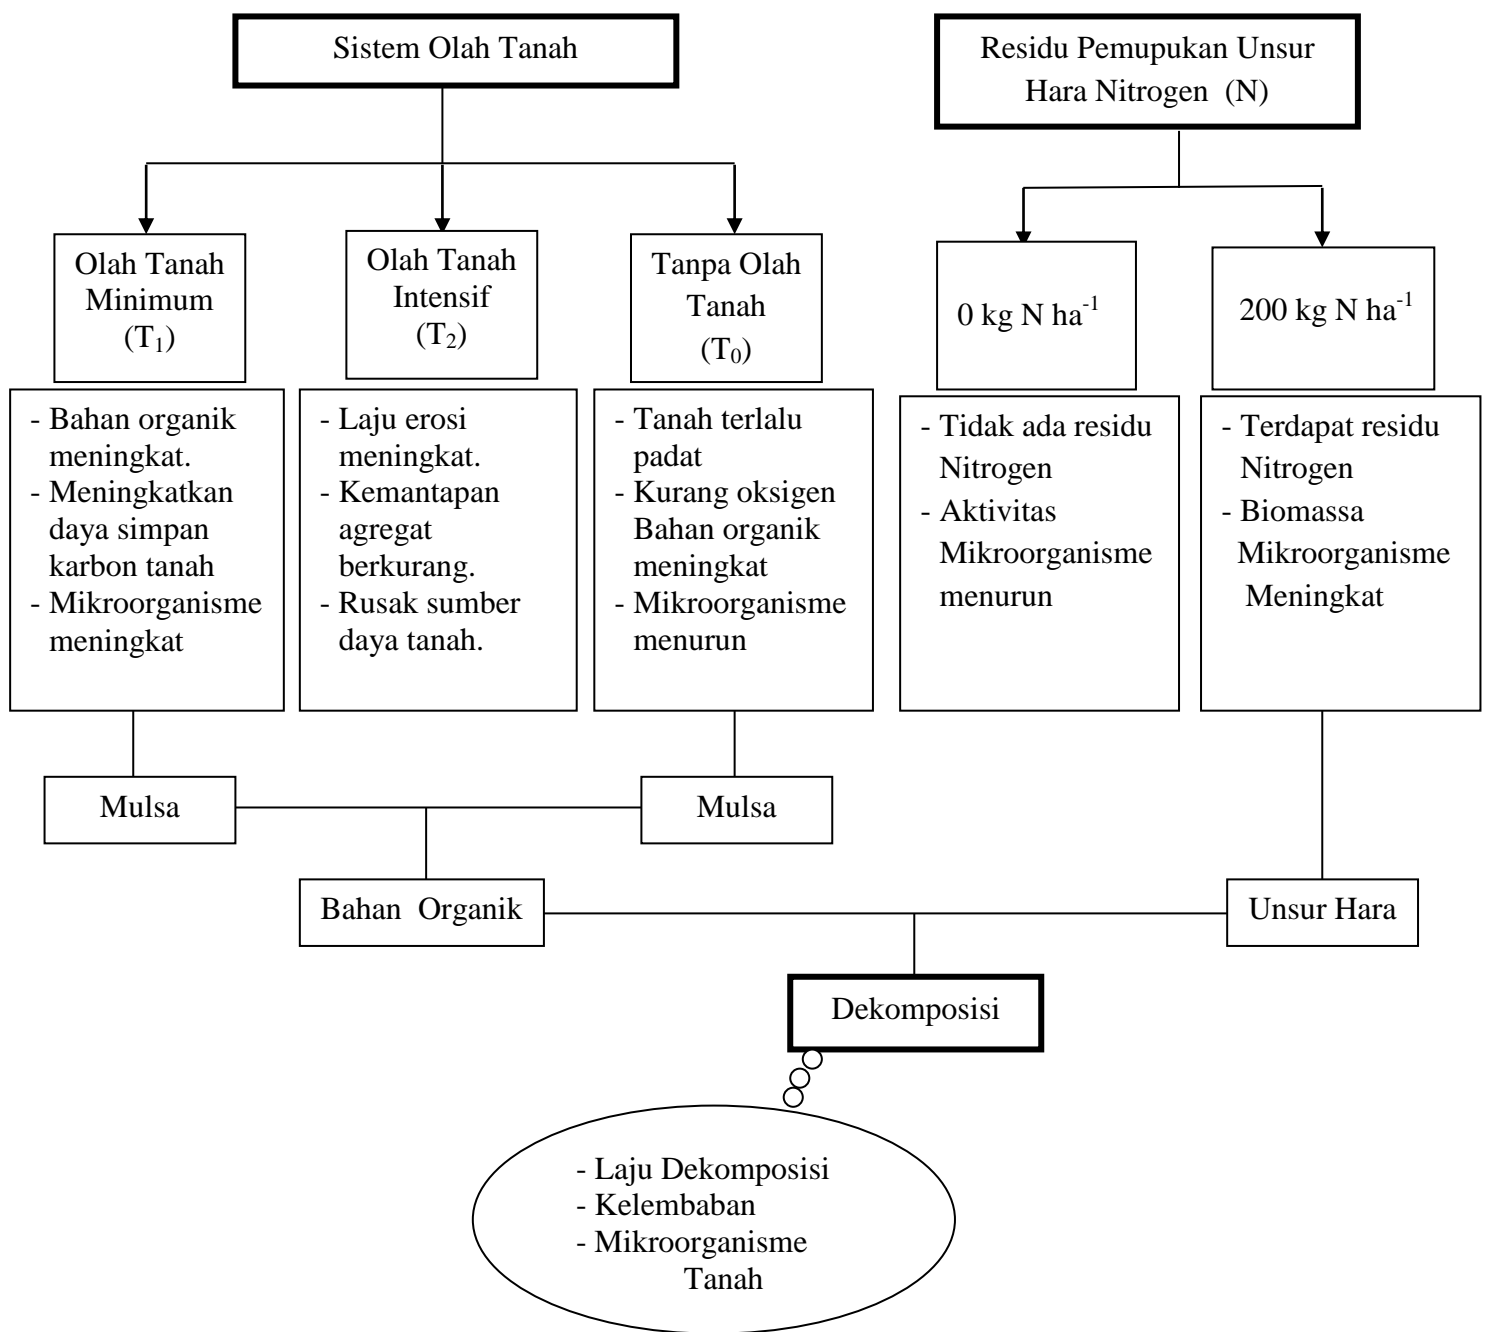 Sistem Olah Tanah
Residu Pemupukan Unsur
Hara Nitrogen (N)
Olah Tanah
Minimum
(T₁)
Olah Tanah
Intensif
(T₂)
Tanpa Olah
Tanah
(T₀)
0 kg N ha⁻¹
200 kg N ha⁻¹
- Bahan organik
meningkat.
- Meningkatkan
daya simpan
karbon tanah
- Mikroorganisme
meningkat
- Laju erosi
meningkat.
- Kemantapan
agregat
berkurang.
- Rusak sumber
daya tanah.
- Tanah terlalu
padat
- Kurang oksigen
Bahan organik
meningkat
- Mikroorganisme
menurun
- Tidak ada residu
Nitrogen
- Aktivitas
Mikroorganisme
menurun
- Terdapat residu
Nitrogen
- Biomassa
Mikroorganisme
Meningkat
Mulsa
Mulsa
Bahan Organik
Unsur Hara
Dekomposisi
- Laju Dekomposisi
- Kelembaban
- Mikroorganisme
Tanah